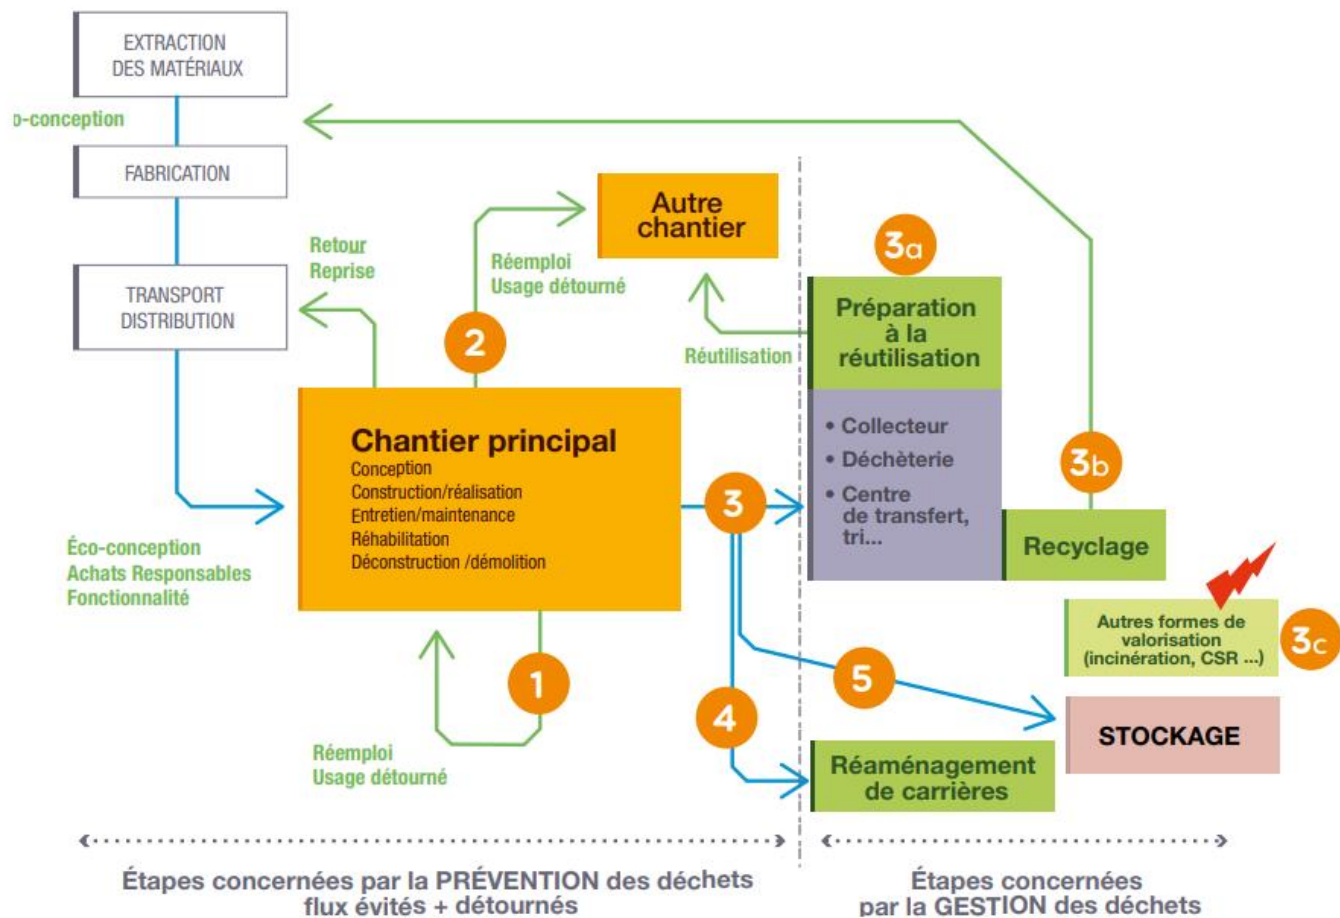 EXTRACTION
DES MATÉRIAUX
o-conception
FABRICATION
TRANSPORT
DISTRIBUTION
Retour
Reprise
Réemploi
Usage détourné
Autre
chantier
2
Réutilisation
3a
Préparation
à la
réutilisation
• Collecteur
• Déchèterie
• Centre
de transfert,
tri...
3b
Recyclage
Chantier principal
Conception
Construction/réalisation
Entretien/maintenance
Réhabilitation
Déconstruction /démolition
3
Éco-conception
Achats Responsables
Fonctionnalité
1
Réemploi
Usage détourné
4
5
Autres formes de
valorisation
(incinération, CSR ...)
3c
STOCKAGE
Réaménagement
de carrières
Étapes concernées par la PRÉVENTION des déchets
flux évités + détournés
Étapes concernées
par la GESTION des déchets